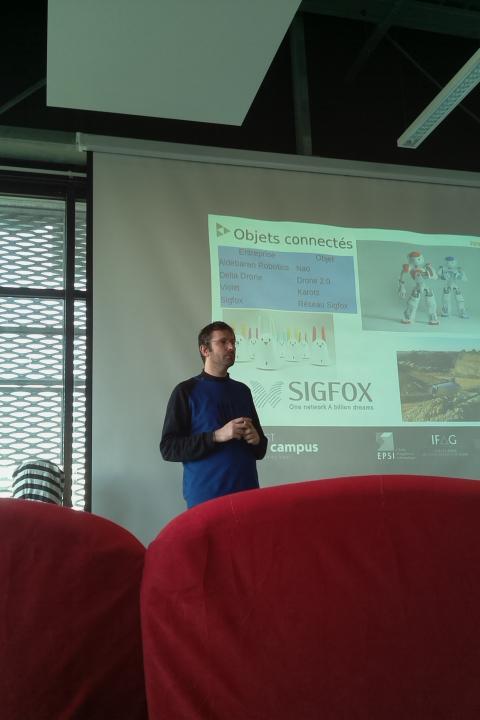 Objets connectés
Entreprise Objet
Aldebaran Robotics Nao
Delta Drone Drone 2.0
Violet Karotz
Sigfox Réseau Sigfox
SIGFOX
One network A billion dreams
campus
EPSI
IFAG